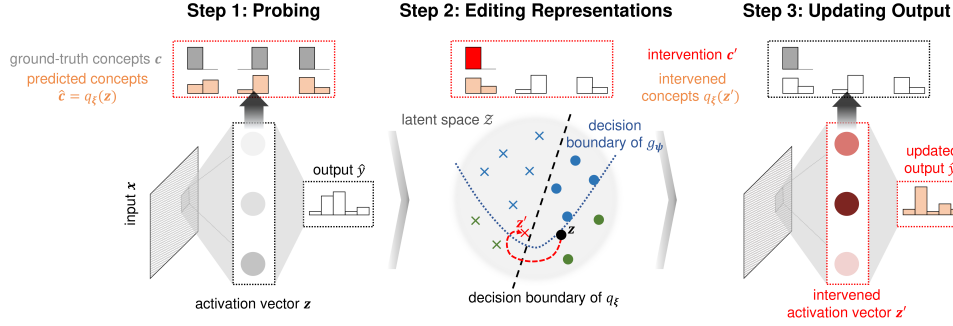 Step 1: Probing
ground-truth concepts c
predicted concepts
ĉ = q_ξ(z)
input x
output ŷ
activation vector z
Step 2: Editing Representations
latent space Z
decision
boundary of g_ψ
z′
z
decision boundary of q_ξ
Step 3: Updating Output
intervention c′
intervened
concepts q_ξ(z′)
updated
output ŷ
intervened
activation vector z′